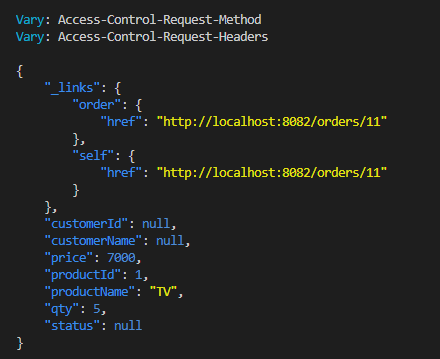 Vary: Access-Control-Request-Method
Vary: Access-Control-Request-Headers

{
    "_links": {
        "order": {
            "href": "http://localhost:8082/orders/11"
        },
        "self": {
            "href": "http://localhost:8082/orders/11"
        }
    },
    "customerId": null,
    "customerName": null,
    "price": 7000,
    "productId": 1,
    "productName": "TV",
    "qty": 5,
    "status": null
}